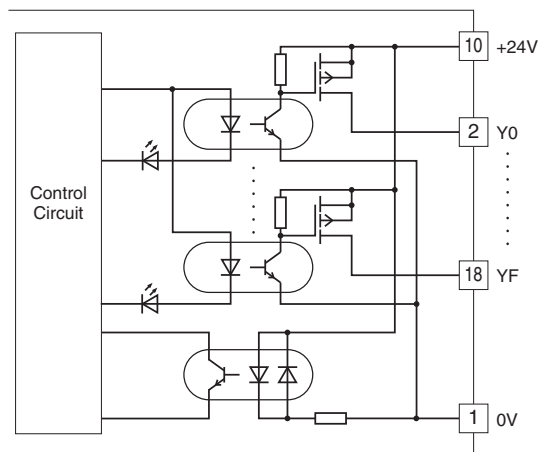 10 +24V
2 Y0
Control
Circuit
18 YF
1 0V